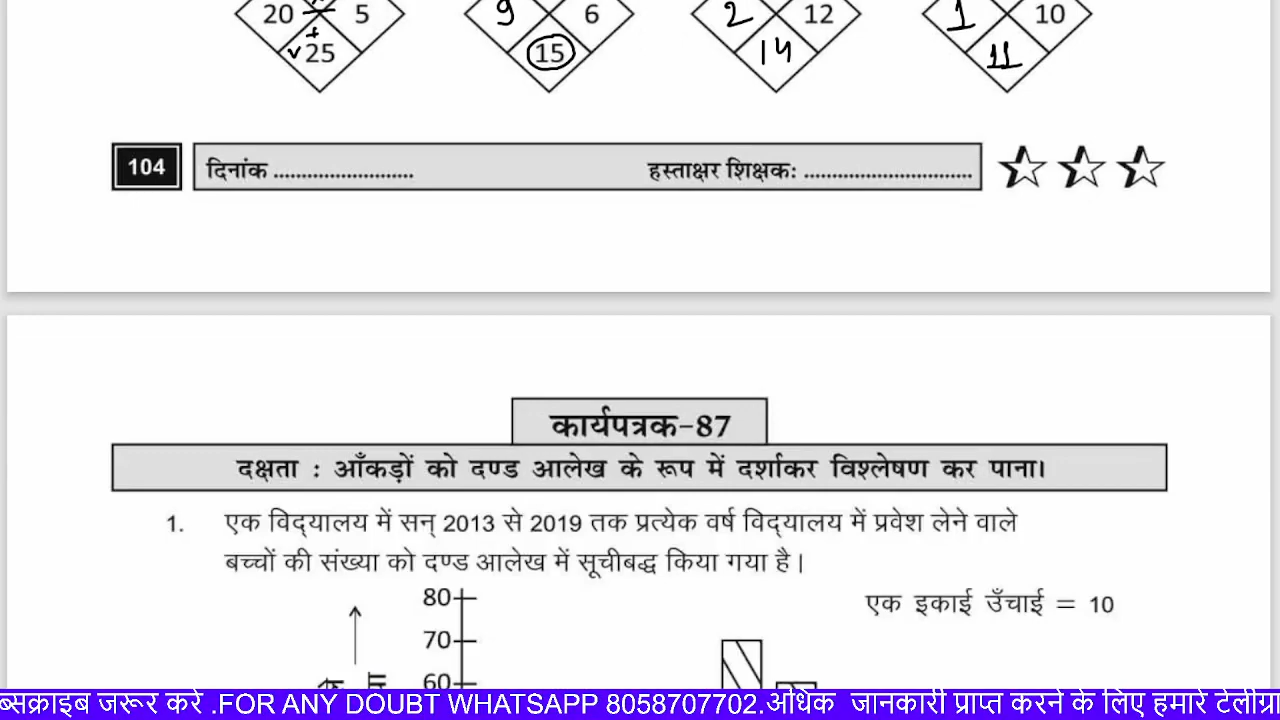 20 5 9 6 2 12 1 10
+
✓25 15 14 11
104 दिनांक ........................ हस्ताक्षर शिक्षकः .............................
कार्यपत्रक-87
दक्षता : आँकड़ों को दण्ड आलेख के रूप में दर्शाकर विश्लेषण कर पाना।
1. एक विद्यालय में सन् 2013 से 2019 तक प्रत्येक वर्ष विद्यालय में प्रवेश लेने वाले
बच्चों की संख्या को दण्ड आलेख में सूचीबद्ध किया गया है।
80
एक इकाई उँचाई = 10
70
60
जरूर करे .FOR ANY DOUBT WHATSAPP 8058707702.अधिक जानकारी प्राप्त करने के लिए हमारे